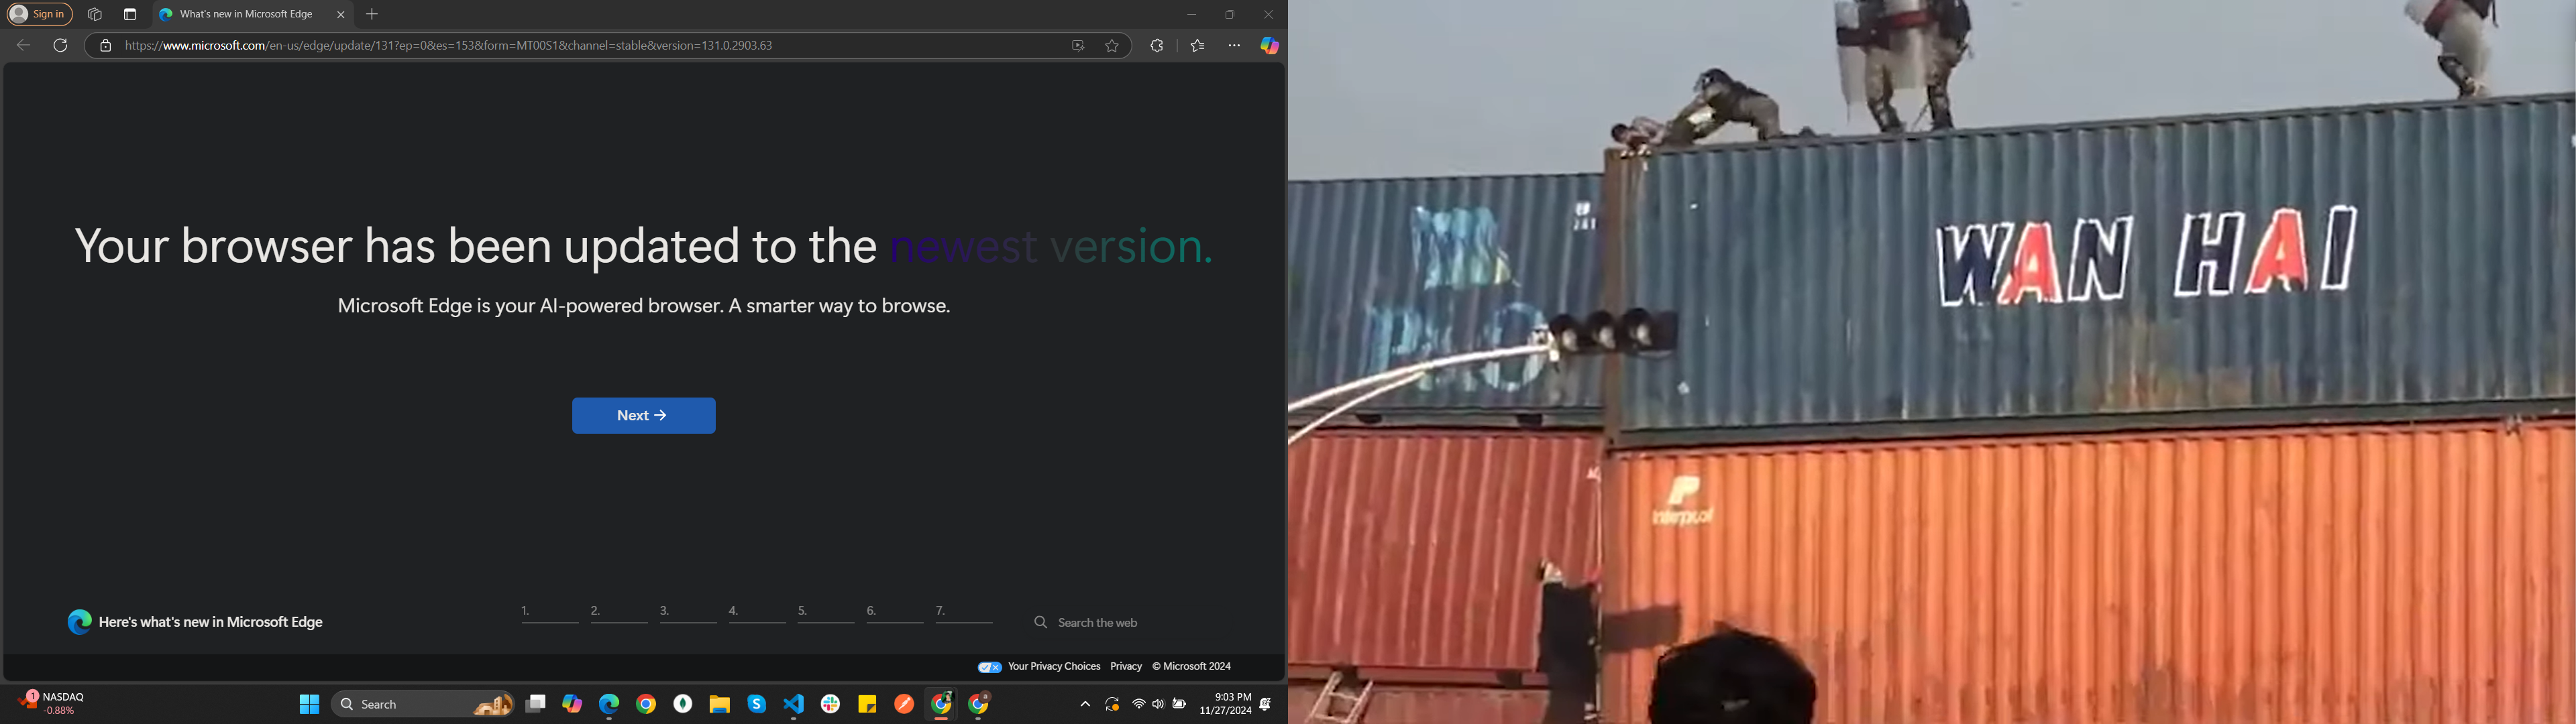 Sign in
What's new in Microsoft Edge
https://www.microsoft.com/en-us/edge/update/131?ep=0&es=153&form=MT00S1&channel=stable&version=131.0.2903.63
Your browser has been updated to the newest version.
Microsoft Edge is your AI-powered browser. A smarter way to browse.
Next →
Here's what's new in Microsoft Edge
1. 2. 3. 4. 5. 6. 7.
Search the web
Your Privacy Choices Privacy © Microsoft 2024
1
NASDAQ
-0.88%
Search
9:03 PM
11/27/2024
WAN HAI
Interpool